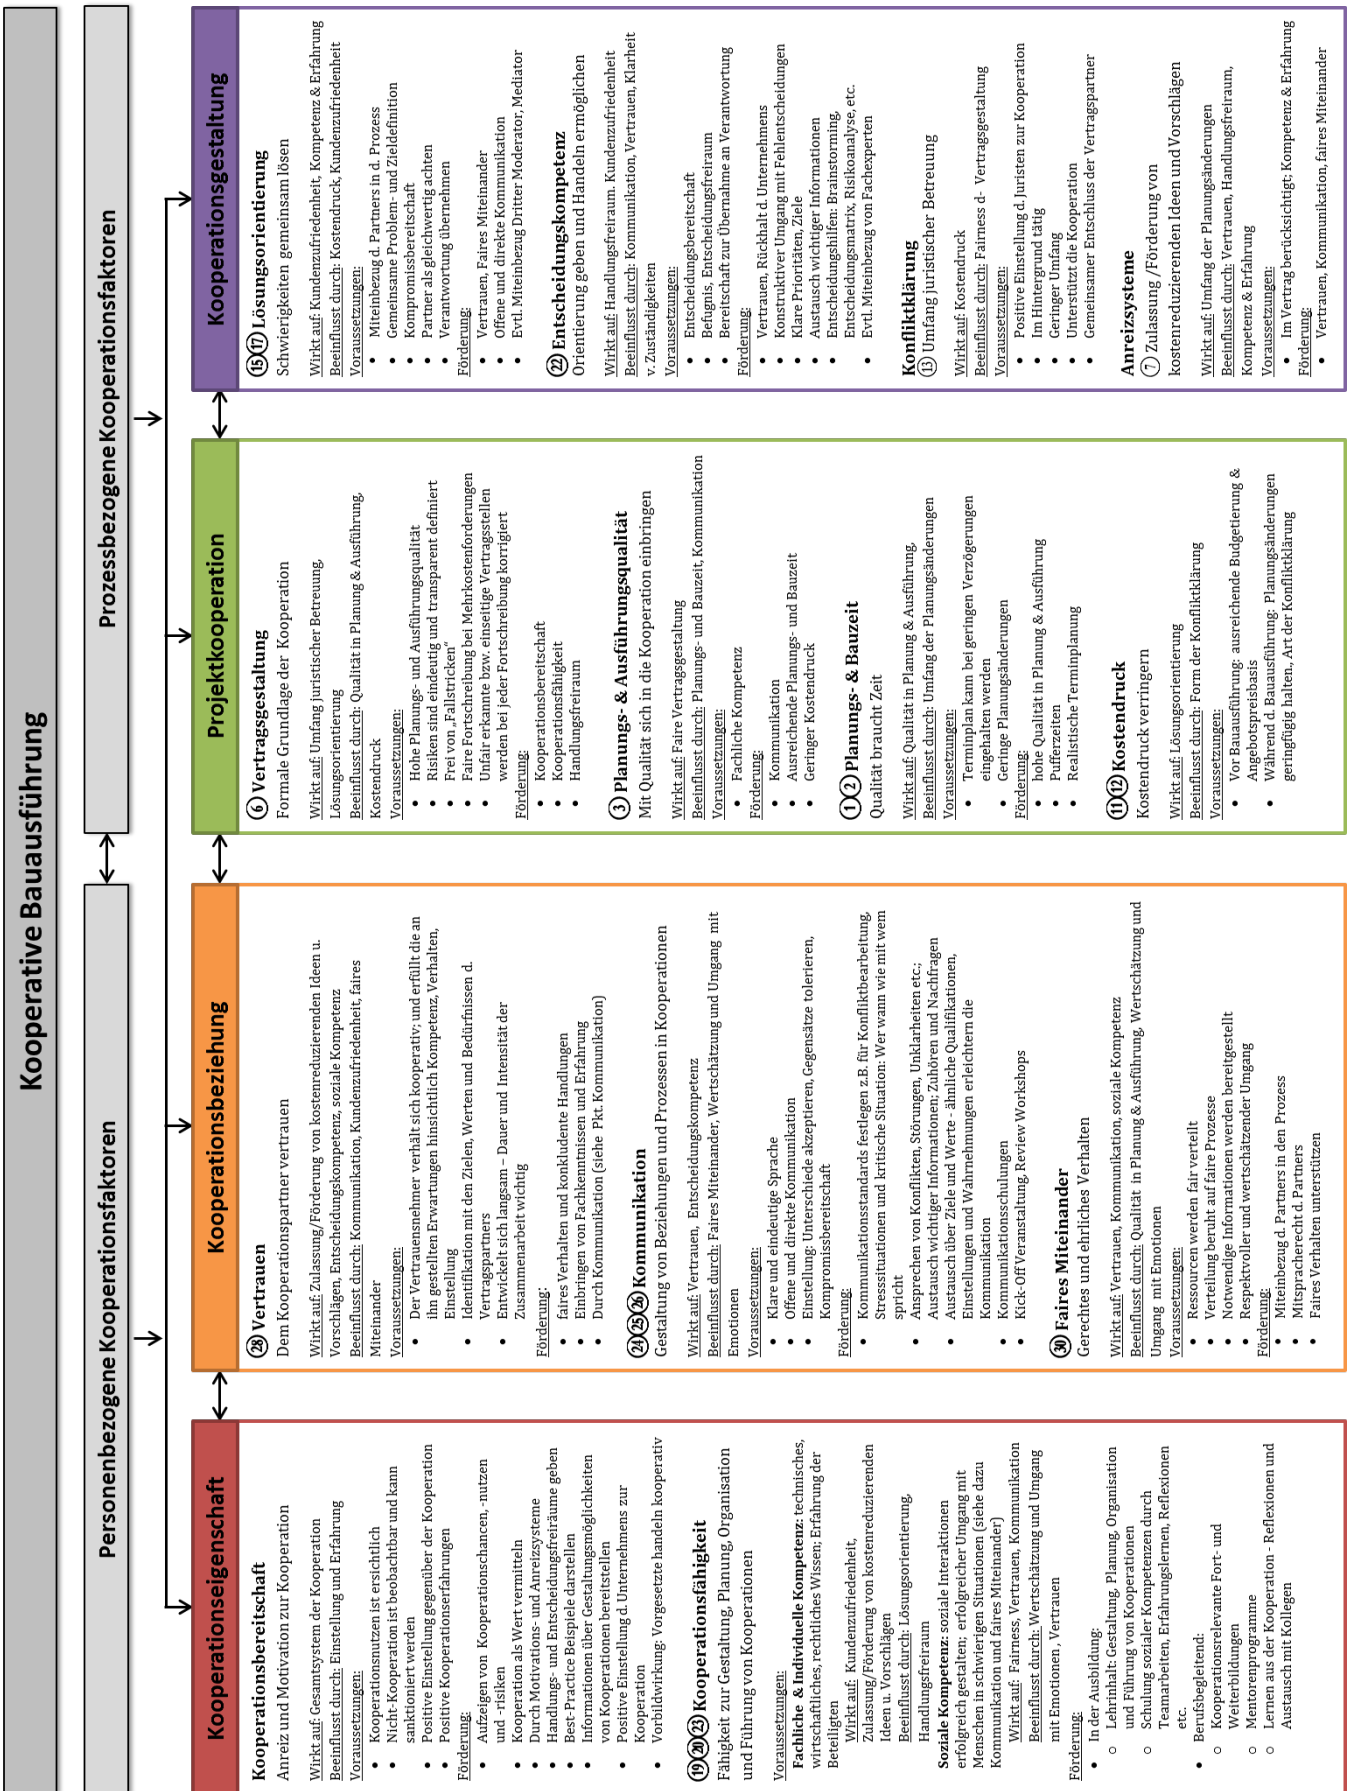 Kooperative Bauausführung
Personenbezogene Kooperationsfaktoren
Prozessbezogene Kooperationsfaktoren
Kooperationseigenschaft
Kooperationsbereitschaft
Anreiz und Motivation zur Kooperation
Wirkt auf: Gesamtsystem der Kooperation
Beeinflusst durch: Einstellung und Erfahrung
Voraussetzungen:
• Kooperationsnutzen ist ersichtlich
• Nicht-Kooperation ist beobachtbar und kann
sanktioniert werden
• Positive Einstellung gegenüber der Kooperation
• Positive Kooperationserfahrungen
Förderung:
• Aufzeigen von Kooperationschancen, -nutzen
und -risiken
• Kooperation als Wert vermitteln
• Durch Motivations- und Anreizsysteme
• Handlungs- und Entscheidungsfreiräume geben
• Best-Practice Beispiele darstellen
• Informationen über Gestaltungsmöglichkeiten
von Kooperationen bereitstellen
• Positive Einstellung d. Unternehmens zur
Kooperation
• Vorbildwirkung: Vorgesetzte handeln kooperativ
⑲⑳㉓ Kooperationsfähigkeit
Fähigkeit zur Gestaltung, Planung, Organisation
und Führung von Kooperationen
Voraussetzungen:
Fachliche & Individuelle Kompetenz: technisches,
wirtschaftliches, rechtliches Wissen; Erfahrung der
Beteiligten
Wirkt auf: Kundenzufriedenheit,
Zulassung/Förderung von kostenreduzierenden
Ideen u. Vorschlägen
Beeinflusst durch: Lösungsorientierung,
Handlungsfreiraum
Soziale Kompetenz: soziale Interaktionen
erfolgreich gestalten; erfolgreicher Umgang mit
Menschen in schwierigen Situationen (siehe dazu
Kommunikation und faires Miteinander)
Wirkt auf: Fairness, Vertrauen, Kommunikation
Beeinflusst durch: Wertschätzung und Umgang
mit Emotionen , Vertrauen
Förderung:
• In der Ausbildung:
○ Lehrinhalt: Gestaltung, Planung, Organisation
und Führung von Kooperationen
○ Schulung sozialer Kompetenzen durch
Teamarbeiten, Erfahrungslernen, Reflexionen
etc.
• Berufsbegleitend:
○ Kooperationsrelevante Fort- und
Weiterbildungen
○ Mentorenprogramme
○ Lernen aus der Kooperation - Reflexionen und
Austausch mit Kollegen
Kooperationsbeziehung
㉘ Vertrauen
Dem Kooperationspartner vertrauen
Wirkt auf: Zulassung/Förderung von kostenreduzierenden Ideen u.
Vorschlägen, Entscheidungskompetenz, soziale Kompetenz
Beeinflusst durch: Kommunikation, Kundenzufriedenheit, faires
Miteinander
Voraussetzungen:
• Der Vertrauensnehmer verhält sich kooperativ; und erfüllt die an
ihn gestellten Erwartungen hinsichtlich Kompetenz, Verhalten,
Einstellung
• Identifikation mit den Zielen, Werten und Bedürfnissen d.
Vertragspartners
• Entwickelt sich langsam – Dauer und Intensität der
Zusammenarbeit wichtig
Förderung:
• faires Verhalten und konkludente Handlungen
• Einbringen von Fachkenntnissen und Erfahrung
• Durch Kommunikation (siehe Pkt. Kommunikation)
㉔㉕㉖ Kommunikation
Gestaltung von Beziehungen und Prozessen in Kooperationen
Wirkt auf: Vertrauen, Entscheidungskompetenz
Beeinflusst durch: Faires Miteinander, Wertschätzung und Umgang mit
Emotionen
Voraussetzungen:
• Klare und eindeutige Sprache
• Offene und direkte Kommunikation
• Einstellung: Unterschiede akzeptieren, Gegensätze tolerieren,
Kompromissbereitschaft
Förderung:
• Kommunikationsstandards festlegen z.B. für Konfliktbearbeitung,
Stresssituationen und kritische Situation: Wer wann wie mit wem
spricht
• Ansprechen von Konflikten, Störungen, Unklarheiten etc.;
Austausch wichtiger Informationen; Zuhören und Nachfragen
• Austausch über Ziele und Werte - ähnliche Qualifikationen,
Einstellungen und Wahrnehmungen erleichtern die
Kommunikation
• Kommunikationsschulungen
• Kick-Off Veranstaltung, Review Workshops
㉚ Faires Miteinander
Gerechtes und ehrliches Verhalten
Wirkt auf: Vertrauen, Kommunikation, soziale Kompetenz
Beeinflusst durch: Qualität in Planung & Ausführung, Wertschätzung und
Umgang mit Emotionen
Voraussetzungen:
• Ressourcen werden fair verteilt
• Verteilung beruht auf faire Prozesse
• Notwendige Informationen werden bereitgestellt
• Respektvoller und wertschätzender Umgang
Förderung:
• Miteinbezug d. Partners in den Prozess
• Mitspracherecht d. Partners
• Faires Verhalten unterstützen
Projektkooperation
⑥ Vertragsgestaltung
Formale Grundlage der Kooperation
Wirkt auf: Umfang juristischer Betreuung,
Lösungsorientierung
Beeinflusst durch: Qualität in Planung & Ausführung,
Kostendruck
Voraussetzungen:
• Hohe Planungs- und Ausführungsqualität
• Risiken sind eindeutig und transparent definiert
• Frei von „Fallstricken“
• Faire Fortschreibung bei Mehrkostenforderungen
• Unfair erkannte bzw. einseitige Vertragsstellen
werden bei jeder Fortschreibung korrigiert
Förderung:
• Kooperationsbereitschaft
• Kooperationsfähigkeit
• Handlungsfreiraum
③ Planungs- & Ausführungsqualität
Mit Qualität sich in die Kooperation einbringen
Wirkt auf: Faire Vertragsgestaltung
Beeinflusst durch: Planungs- und Bauzeit, Kommunikation
Voraussetzungen:
• Fachliche Kompetenz
Förderung:
• Kommunikation
• Ausreichende Planungs- und Bauzeit
• Geringer Kostendruck
①② Planungs- & Bauzeit
Qualität braucht Zeit
Wirkt auf: Qualität in Planung & Ausführung,
Beeinflusst durch: Umfang der Planungsänderungen
Voraussetzungen:
• Terminplan kann bei geringen Verzögerungen
eingehalten werden
• Geringe Planungsänderungen
Förderung:
• hohe Qualität in Planung & Ausführung
• Pufferzeiten
• Realistische Terminplanung
⑪⑫ Kostendruck
Kostendruck verringern
Wirkt auf: Lösungsorientierung
Beeinflusst durch: Form der Konfliktklärung
Voraussetzungen:
• Vor Bauausführung: ausreichende Budgetierung &
Angebotspreisbasis
• Während d. Bauausführung: Planungsänderungen
geringfügig halten, Art der Konfliktklärung
Kooperationsgestaltung
⑮⑰ Lösungsorientierung
Schwierigkeiten gemeinsam lösen
Wirkt auf: Kundenzufriedenheit, Kompetenz & Erfahrung
Beeinflusst durch: Kostendruck, Kundenzufriedenheit
Voraussetzungen:
• Miteinbezug d. Partners in d. Prozess
• Gemeinsame Problem- und Zieldefinition
• Kompromissbereitschaft
• Partner als gleichwertig achten
• Verantwortung übernehmen
Förderung:
• Vertrauen, Faires Miteinander
• Offene und direkte Kommunikation
• Evtl. Miteinbezug Dritter Moderator, Mediator
㉒ Entscheidungskompetenz
Orientierung geben und Handeln ermöglichen
Wirkt auf: Handlungsfreiraum. Kundenzufriedenheit
Beeinflusst durch: Kommunikation, Vertrauen, Klarheit
v. Zuständigkeiten
Voraussetzungen:
• Entscheidungsbereitschaft
• Befugnis, Entscheidungsfreiraum
• Bereitschaft zur Übernahme an Verantwortung
Förderung:
• Vertrauen, Rückhalt d. Unternehmens
• Konstruktiver Umgang mit Fehlentscheidungen
• Klare Prioritäten, Ziele
• Austausch wichtiger Informationen
• Entscheidungshilfen: Brainstorming,
Entscheidungsmatrix, Risikoanalyse, etc.
• Evtl. Miteinbezug von Fachexperten
Konfliktklärung
⑬ Umfang juristischer Betreuung
Wirkt auf: Kostendruck
Beeinflusst durch: Fairness d- Vertragsgestaltung
Voraussetzungen:
• Positive Einstellung d. Juristen zur Kooperation
• Im Hintergrund tätig
• Geringer Umfang
• Unterstützt die Kooperation
• Gemeinsamer Entschluss der Vertragspartner
Anreizsysteme
⑦ Zulassung /Förderung von
kostenreduzierenden Ideen und Vorschlägen
Wirkt auf: Umfang der Planungsänderungen
Beeinflusst durch: Vertrauen, Handlungsfreiraum,
Kompetenz & Erfahrung
Voraussetzungen:
• Im Vertrag berücksichtigt; Kompetenz & Erfahrung
Förderung:
• Vertrauen, Kommunikation, faires Miteinander